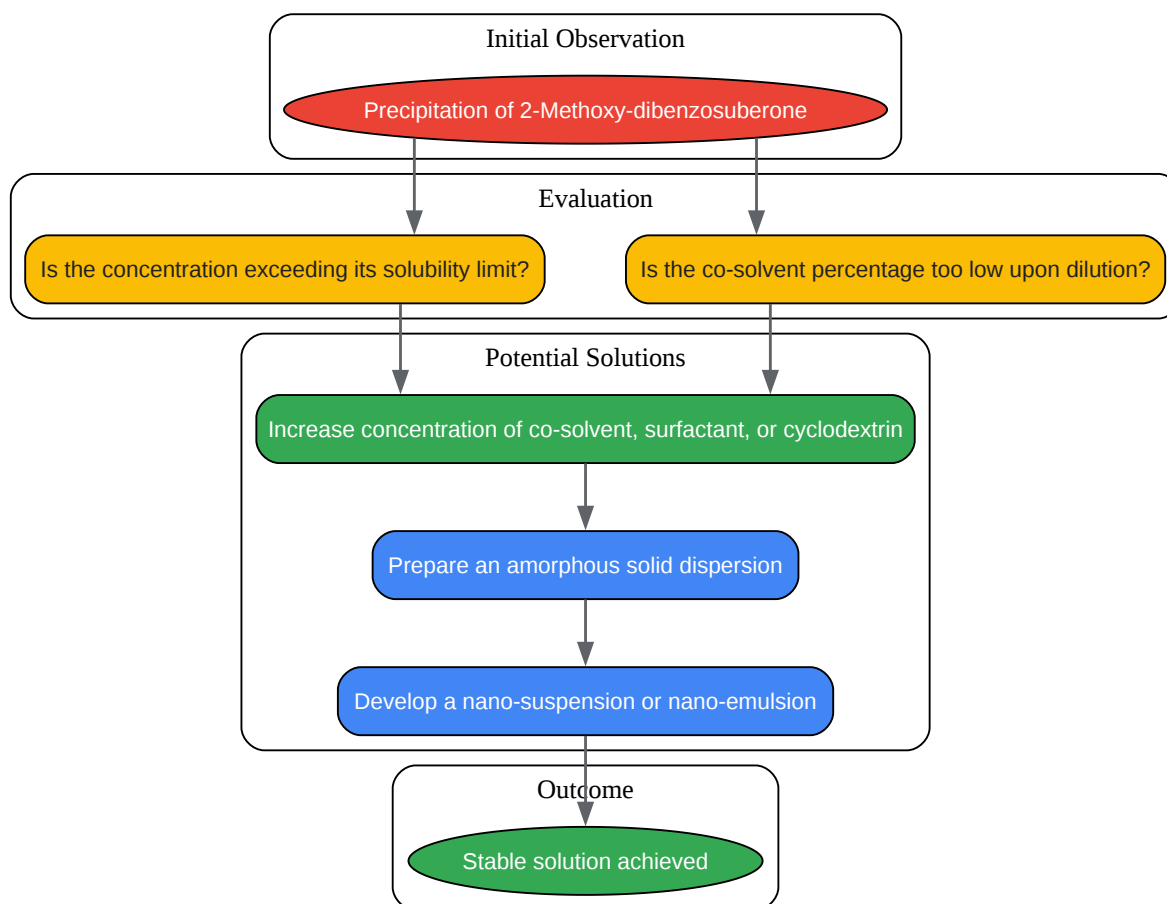 Initial Observation
Precipitation of 2-Methoxy-dibenzosuberone
Evaluation
Is the concentration exceeding its solubility limit?
Is the co-solvent percentage too low upon dilution?
Potential Solutions
Increase concentration of co-solvent, surfactant, or cyclodextrin
Prepare an amorphous solid dispersion
Develop a nano-suspension or nano-emulsion
Outcome
Stable solution achieved